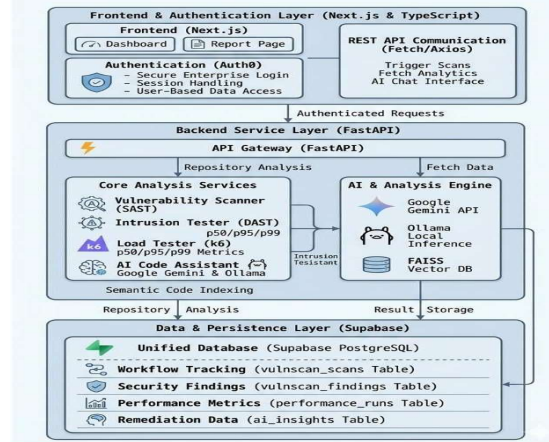 Frontend & Authentication Layer (Next.js & TypeScript)
Frontend (Next.js)
Dashboard
Report Page
Authentication (Auth0)
- Secure Enterprise Login
- Session Handling
- User-Based Data Access
REST API Communication
(Fetch/Axios)
Trigger Scans
Fetch Analytics
AI Chat Interface
Authenticated Requests
Backend Service Layer (FastAPI)
API Gateway (FastAPI)
Repository Analysis
Fetch Data
Core Analysis Services
Vulnerability Scanner
(SAST)
Intrusion Tester (DAST)
p50/p95/p99
k6
Load Tester (k6)
p50/p95/p99 Metrics
AI Code Assistant
Google Gemini & Ollama
Intrusion
Tesistant
AI & Analysis Engine
Google
Gemini API
Ollama
Local
Inference
FAISS
Vector DB
Semantic Code Indexing
Repository Analysis
Result Storage
Data & Persistence Layer (Supabase)
Unified Database (Supabase PostgreSQL)
Workflow Tracking (vulnscan_scans Table)
Security Findings (vulnscan_findings Table)
Performance Metrics (performance_runs Table)
Remediation Data (ai_insights Table)